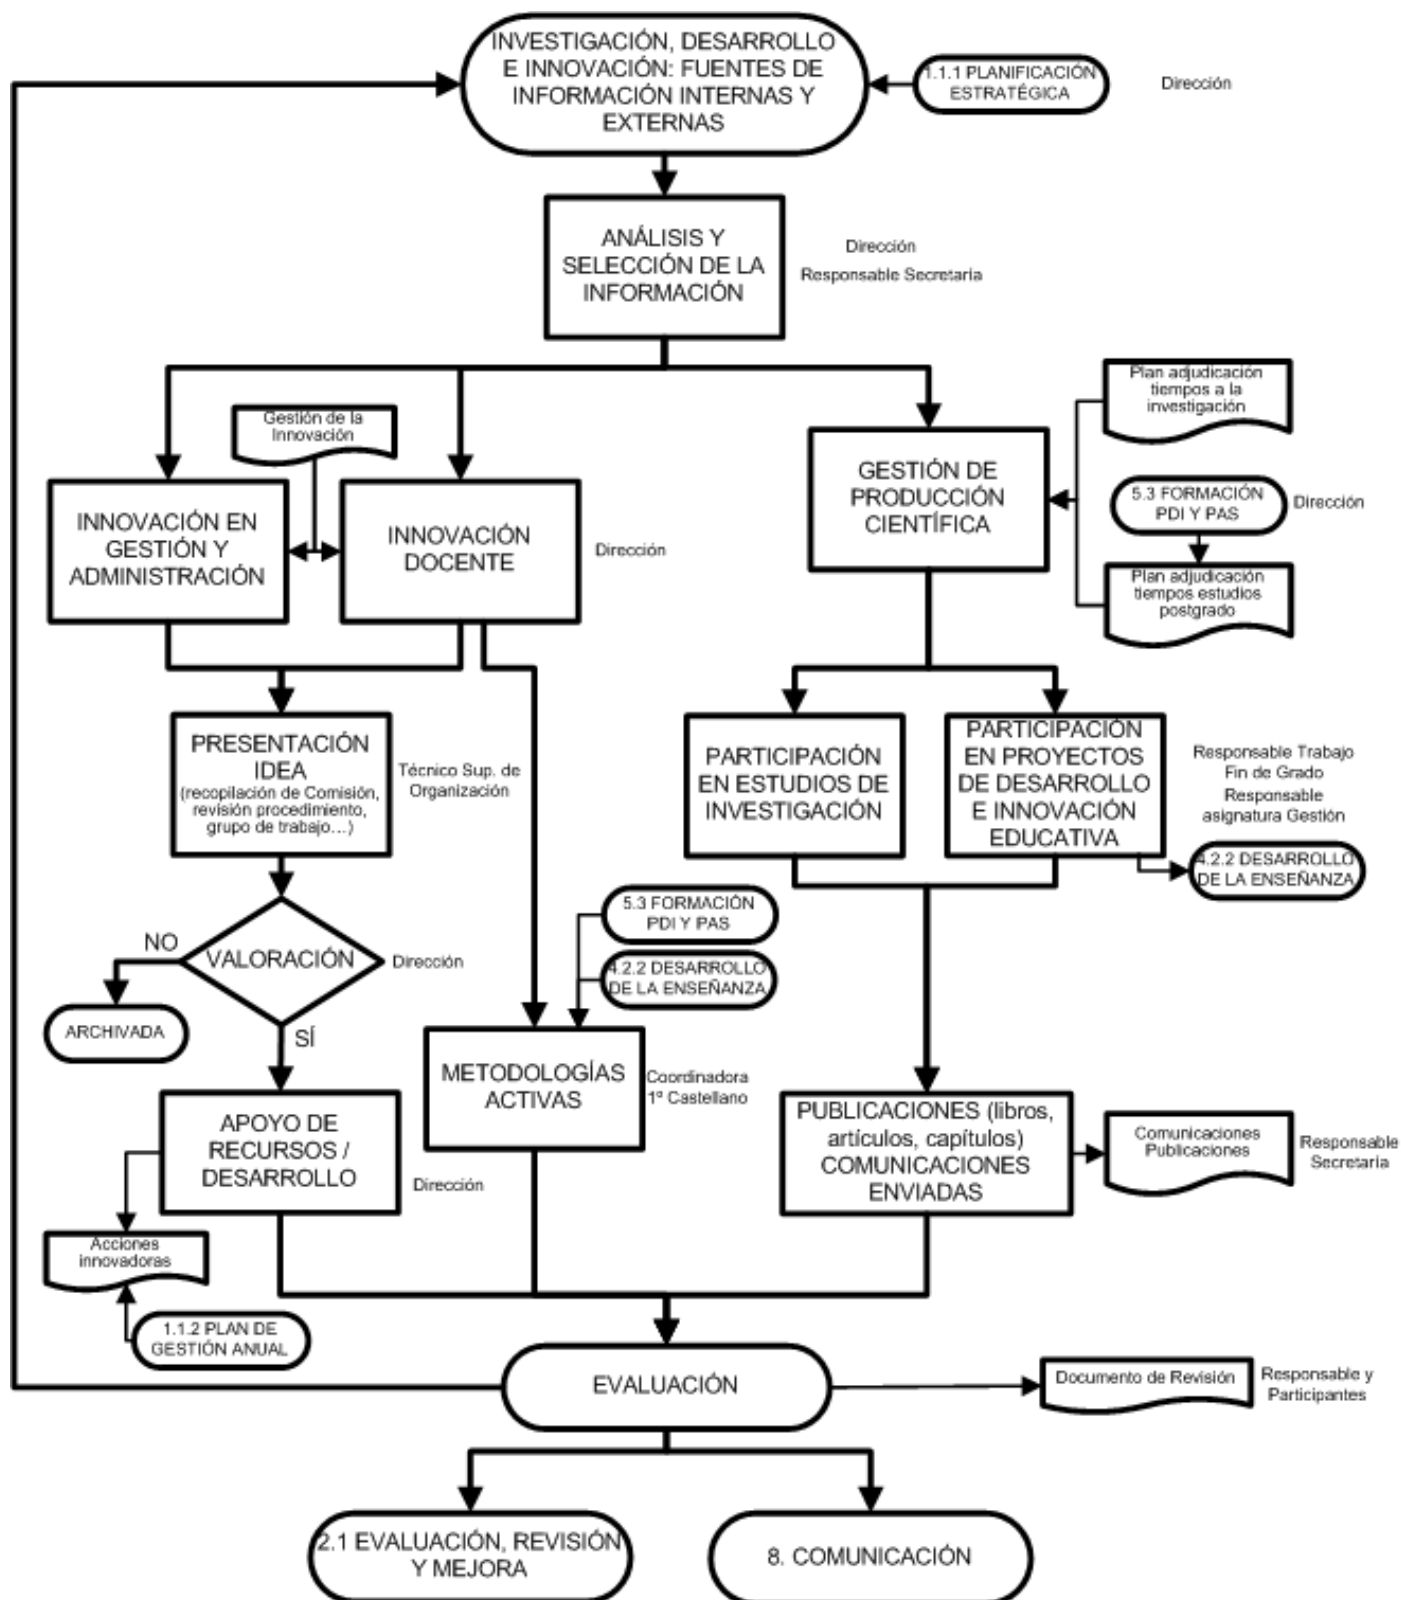 INVESTIGACIÓN, DESARROLLO
E INNOVACIÓN: FUENTES DE
INFORMACIÓN INTERNAS Y
EXTERNAS
1.1.1 PLANIFICACIÓN
ESTRATÉGICA
Dirección
ANÁLISIS Y
SELECCIÓN DE LA
INFORMACIÓN
Dirección
Responsable Secretaría
Gestión de la
Innovación
Plan adjudicación
tiempos a la
investigación
INNOVACIÓN EN
GESTIÓN Y
ADMINISTRACIÓN
INNOVACIÓN
DOCENTE
Dirección
GESTIÓN DE
PRODUCCIÓN
CIENTÍFICA
5.3 FORMACIÓN
PDI Y PAS
Dirección
Plan adjudicación
tiempos estudios
postgrado
PRESENTACIÓN
IDEA
(recopilación de Comisión,
revisión procedimiento,
grupo de trabajo...)
Técnico Sup. de
Organización
PARTICIPACIÓN
EN ESTUDIOS DE
INVESTIGACIÓN
PARTICIPACIÓN
EN PROYECTOS
DE DESARROLLO
E INNOVACIÓN
EDUCATIVA
Responsable Trabajo
Fin de Grado
Responsable
asignatura Gestión
4.2.2 DESARROLLO
DE LA ENSEÑANZA
NO
VALORACIÓN
Dirección
ARCHIVADA
SÍ
5.3 FORMACIÓN
PDI Y PAS
4.2.2 DESARROLLO
DE LA ENSEÑANZA
METODOLOGÍAS
ACTIVAS
Coordinadora
1º Castellano
APOYO DE
RECURSOS /
DESARROLLO
Dirección
PUBLICACIONES (libros,
artículos, capítulos)
COMUNICACIONES
ENVIADAS
Comunicaciones
Publicaciones
Responsable
Secretaría
Acciones
innovadoras
1.1.2 PLAN DE
GESTIÓN ANUAL
EVALUACIÓN
Documento de Revisión
Responsable y
Participantes
2.1 EVALUACIÓN, REVISIÓN
Y MEJORA
8. COMUNICACIÓN